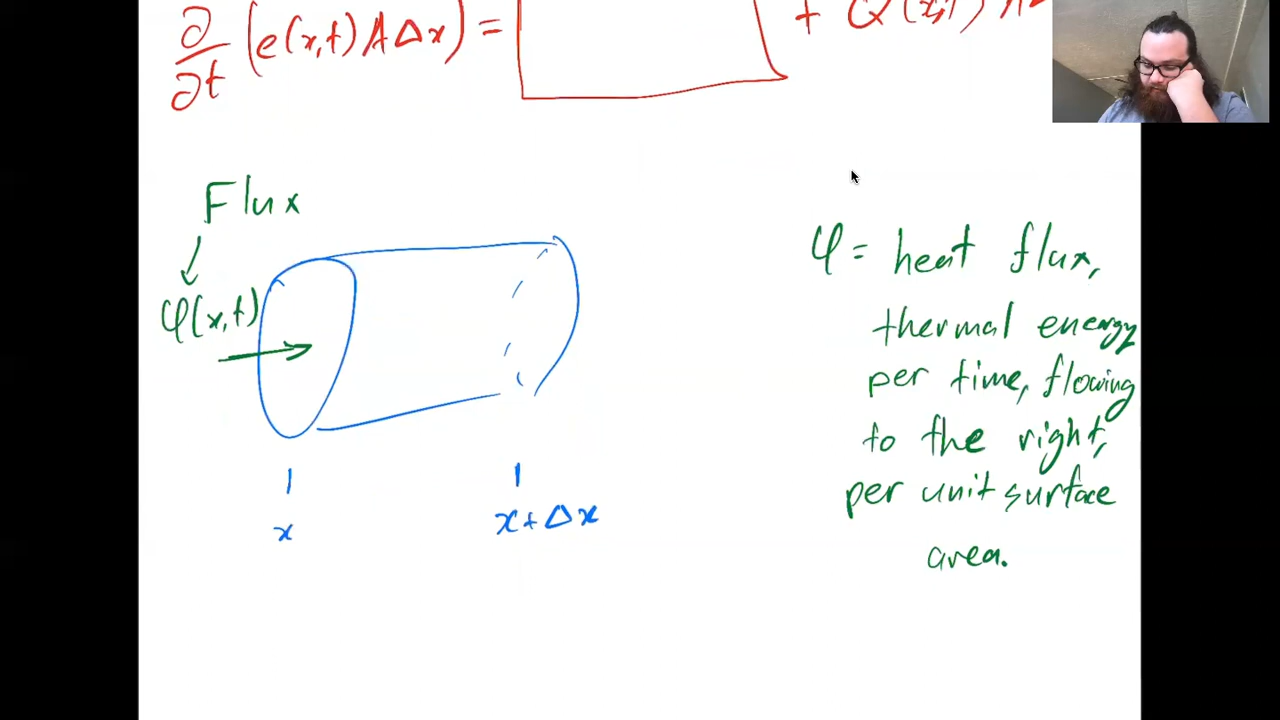 ∂/∂t (e(x,t) A Δx) = + Q(x,t)
Flux
φ(x,t)
x
x + Δx
φ = heat flux,
thermal energy
per time, flowing
to the right,
per unit surface
area.